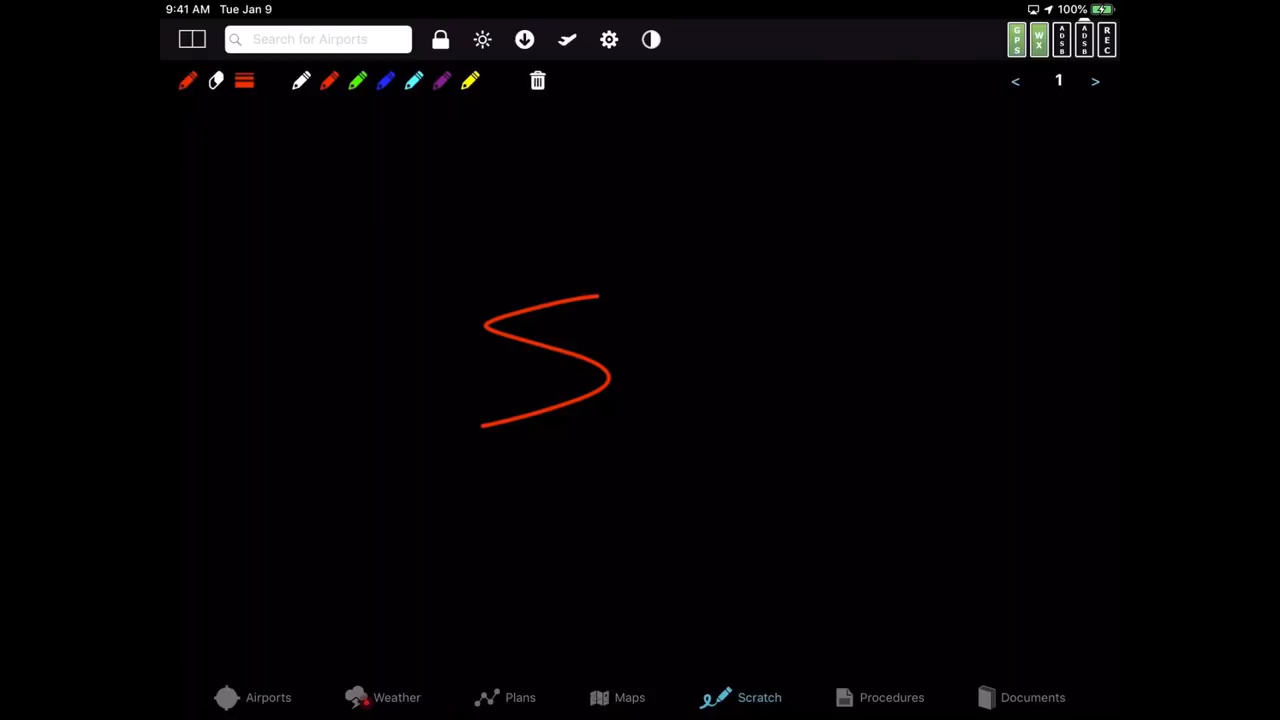 9:41 AM Tue Jan 9 100%
Search for Airports GPS WX ADSB ADSB REC
< 1 >
S
Airports Weather Plans Maps Scratch Procedures Documents